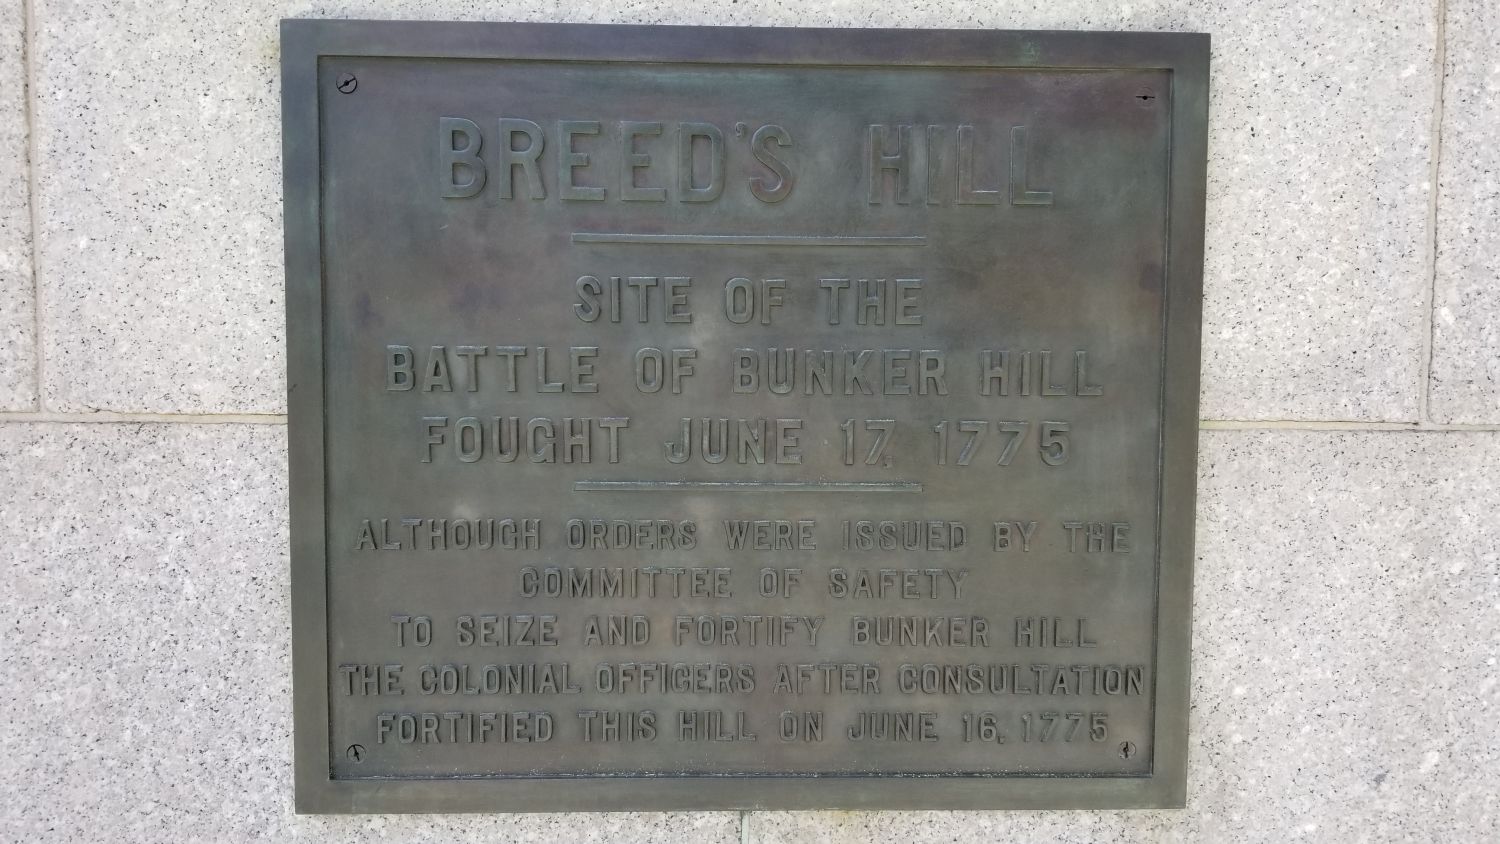 BREED'S HILL
SITE OF THE
BATTLE OF BUNKER HILL
FOUGHT JUNE 17, 1775
ALTHOUGH ORDERS WERE ISSUED BY THE
COMMITTEE OF SAFETY
TO SEIZE AND FORTIFY BUNKER HILL
THE COLONIAL OFFICERS AFTER CONSULTATION
FORTIFIED THIS HILL ON JUNE 16, 1775